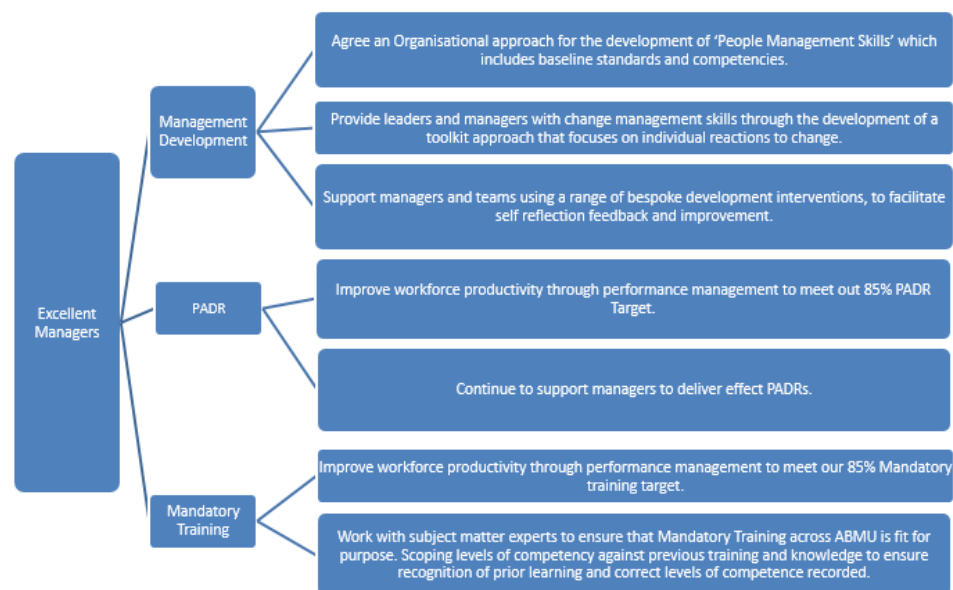 Excellent
Managers
Management
Development
Agree an Organisational approach for the development of ‘People Management Skills’ which
includes baseline standards and competencies.
Provide leaders and managers with change management skills through the development of a
toolkit approach that focuses on individual reactions to change.
Support managers and teams using a range of bespoke development interventions, to facilitate
self reflection feedback and improvement.
PADR
Improve workforce productivity through performance management to meet out 85% PADR
Target.
Continue to support managers to deliver effect PADRs.
Mandatory
Training
Improve workforce productivity through performance management to meet our 85% Mandatory
training target.
Work with subject matter experts to ensure that Mandatory Training across ABMU is fit for
purpose. Scoping levels of competency against previous training and knowledge to ensure
recognition of prior learning and correct levels of competence recorded.